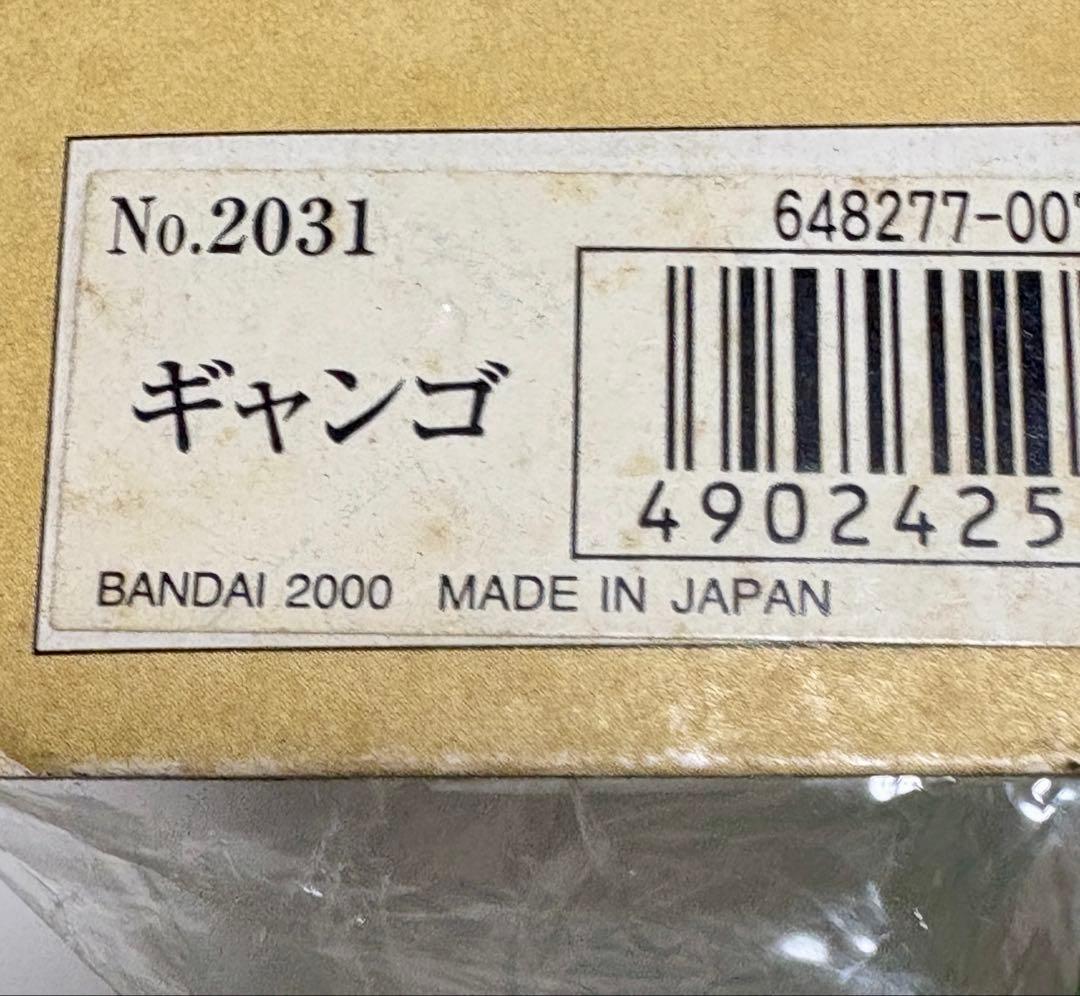 No.2031
648277-00
ギャンゴ
4902425
BANDAI 2000 MADE IN JAPAN